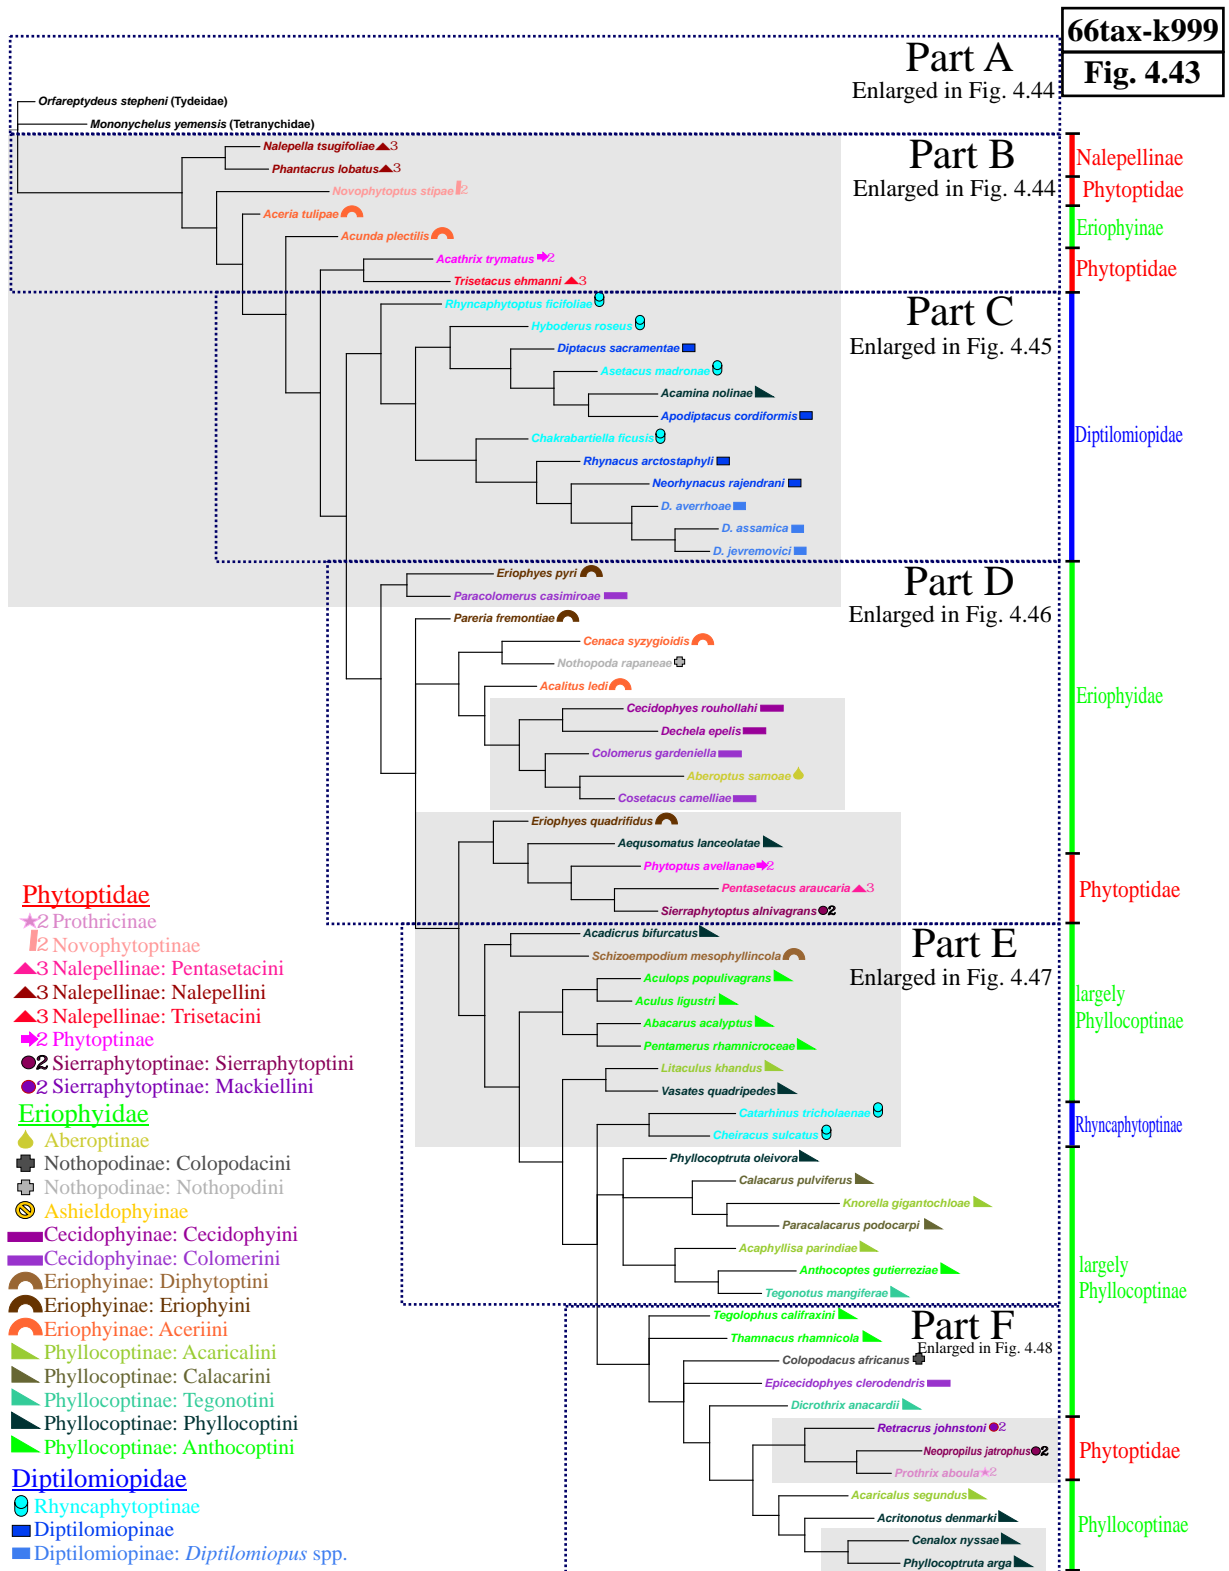 66tax-k999
Fig. 4.43
Part A
Enlarged in Fig. 4.44
Orfareptydeus stepheni (Tydeidae)
Mononychelus yemensis (Tetranychidae)
Part B
Enlarged in Fig. 4.44
Nalepella tsugifoliae 3
Phantacrus lobatus 3
Novophytoptus stipae 2
Aceria tulipae
Acunda plectilis
Acathrix trymatus 2
Trisetacus ehmanni 3
Nalepellinae
Phytoptidae
Eriophyinae
Phytoptidae
Part C
Enlarged in Fig. 4.45
Rhyncaphytoptus ficifoliae
Hyboderus roseus
Diptacus sacramentae
Asetacus madronae
Acamina nolinae
Apodiptacus cordiformis
Chakrabartiella ficusis
Rhynacus arctostaphyli
Neorhynacus rajendrani
D. averrhoae
D. assamica
D. jevremovici
Diptilomiopidae
Part D
Enlarged in Fig. 4.46
Eriophyes pyri
Paracolomerus casimiroae
Pareria fremontiae
Cenaca syzygioidis
Nothopoda rapaneae
Acalitus ledi
Cecidophyes rouhollahi
Dechela epelis
Colomerus gardeniella
Aberoptus samoae
Cosetacus camelliae
Eriophyes quadrifidus
Aequsomatus lanceolatae
Phytoptus avellanae 2
Pentasetacus araucaria 3
Sierraphytoptus alnivagrans 2
Eriophyidae
Phytoptidae
Part E
Enlarged in Fig. 4.47
Acadicrus bifurcatus
Schizoempodium mesophyllincola
Aculops populivagrans
Aculus ligustri
Abacarus acalyptus
Pentamerus rhamnicroceae
Litaculus khandus
Vasates quadripedes
Catarhinus tricholaenae
Cheiracus sulcatus
Phyllocoptruta oleivora
Calacarus pulviferus
Knorella gigantochloae
Paracalacarus podocarpi
Acaphyllisa parindiae
Anthocoptes gutierreziae
Tegonotus mangiferae
largely
Phyllocoptinae
Rhyncaphytoptinae
largely
Phyllocoptinae
Part F
Enlarged in Fig. 4.48
Tegolophus califraxini
Thamnacus rhamnicola
Colopodacus africanus
Epicecidophyes clerodendris
Dicrothrix anacardii
Retracrus johnstoni 2
Neopropilus jatrophus 2
Prothrix aboula 2
Acaricalus segundus
Acritonotus denmarki
Cenalox nyssae
Phyllocoptruta arga
Phytoptidae
Phyllocoptinae
Phytoptidae
2 Prothricinae
2 Novophytoptinae
3 Nalepellinae: Pentasetacini
3 Nalepellinae: Nalepellini
3 Nalepellinae: Trisetacini
2 Phytoptinae
2 Sierraphytoptinae: Sierraphytoptini
2 Sierraphytoptinae: Mackiellini
Eriophyidae
Aberoptinae
Nothopodinae: Colopodacini
Nothopodinae: Nothopodini
Ashieldophyinae
Cecidophyinae: Cecidophyini
Cecidophyinae: Colomerini
Eriophyinae: Diphytoptini
Eriophyinae: Eriophyini
Eriophyinae: Aceriini
Phyllocoptinae: Acaricalini
Phyllocoptinae: Calacarini
Phyllocoptinae: Tegonotini
Phyllocoptinae: Phyllocoptini
Phyllocoptinae: Anthocoptini
Diptilomiopidae
Rhyncaphytoptinae
Diptilomiopinae
Diptilomiopinae: Diptilomiopus spp.